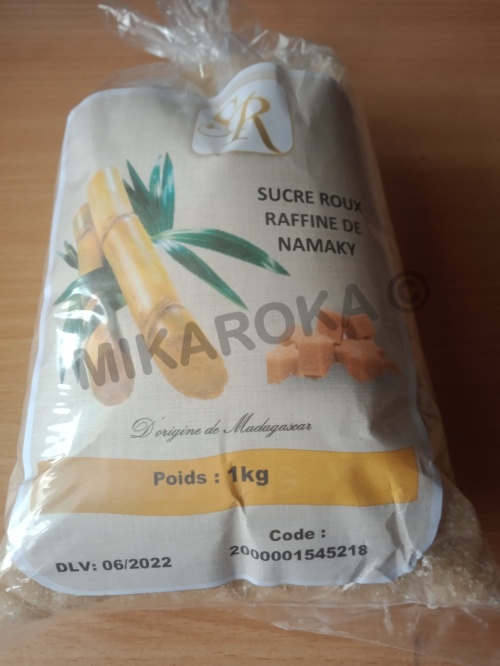 SR
SUCRE ROUX
RAFFINE DE
NAMAKY
MIKAROKA ©
D'origine de Madagascar
Poids : 1kg
Code :
2000001545218
DLV: 06/2022